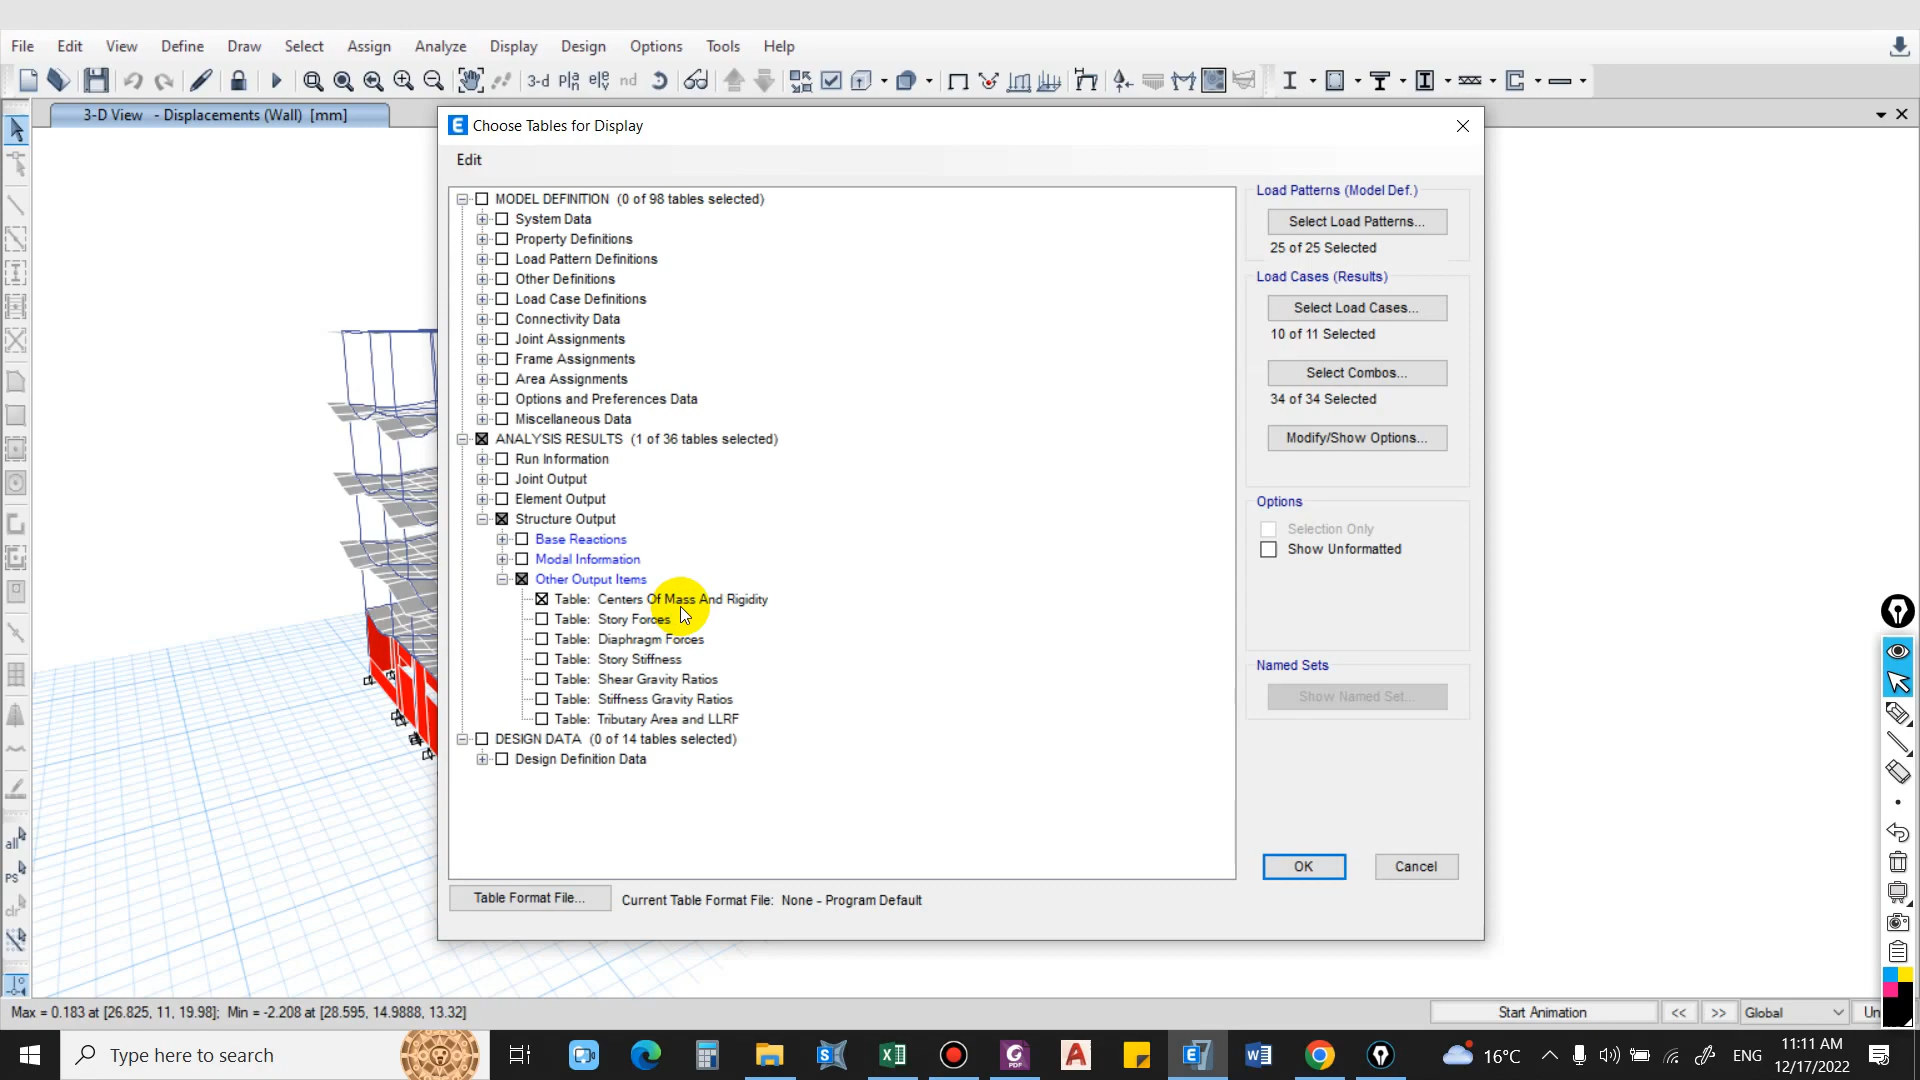 File Edit View Define Draw Select Assign Analyze Display Design Options Tools Help
3-d nd
3-D View - Displacements (Wall) [mm]
Choose Tables for Display
Edit
MODEL DEFINITION (0 of 98 tables selected)
System Data
Property Definitions
Load Pattern Definitions
Other Definitions
Load Case Definitions
Connectivity Data
Joint Assignments
Frame Assignments
Area Assignments
Options and Preferences Data
Miscellaneous Data
ANALYSIS RESULTS (1 of 36 tables selected)
Run Information
Joint Output
Element Output
Structure Output
Base Reactions
Modal Information
Other Output Items
Table: Centers Of Mass And Rigidity
Table: Story Forces
Table: Diaphragm Forces
Table: Story Stiffness
Table: Shear Gravity Ratios
Table: Stiffness Gravity Ratios
Table: Tributary Area and LLRF
DESIGN DATA (0 of 14 tables selected)
Design Definition Data
Load Patterns (Model Def.)
Select Load Patterns...
25 of 25 Selected
Load Cases (Results)
Select Load Cases...
10 of 11 Selected
Select Combos...
34 of 34 Selected
Modify/Show Options...
Options
Selection Only
Show Unformatted
Named Sets
Show Named Set...
OK Cancel
Table Format File... Current Table Format File: None - Program Default
all
PS
clr
Max = 0.183 at [26.825, 11, 19.98]; Min = -2.208 at [28.595, 14.9888, 13.32]
Start Animation << >> Global Un
Type here to search
16°C ENG
11:11 AM
12/17/2022